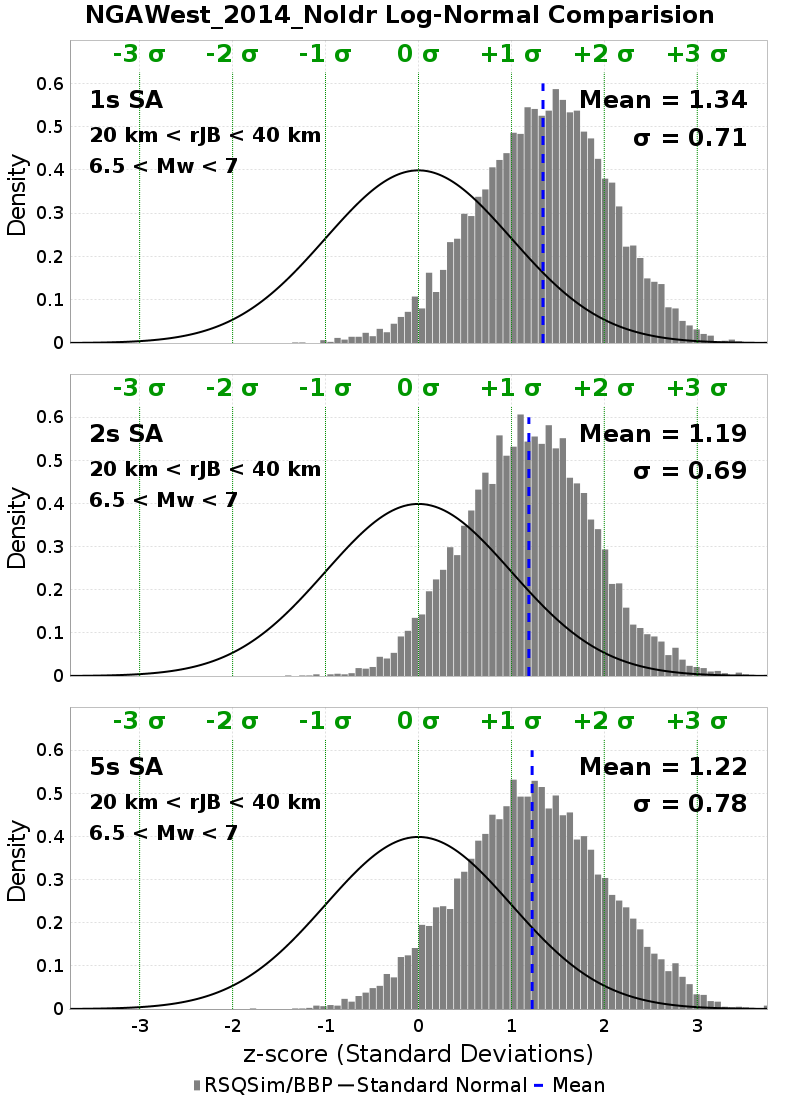 NGAWest_2014_NoIdr Log-Normal Comparision
-3 σ -2 σ -1 σ 0 σ +1 σ +2 σ +3 σ
0.6
1s SA
Mean = 1.34
0.5
20 km < rJB < 40 km
σ = 0.71
6.5 < Mw < 7
0.4
0.3
0.2
0.1
0
Density
-3 σ -2 σ -1 σ 0 σ +1 σ +2 σ +3 σ
0.6
2s SA
Mean = 1.19
0.5
20 km < rJB < 40 km
σ = 0.69
6.5 < Mw < 7
0.4
0.3
0.2
0.1
0
Density
-3 σ -2 σ -1 σ 0 σ +1 σ +2 σ +3 σ
0.6
5s SA
Mean = 1.22
0.5
20 km < rJB < 40 km
σ = 0.78
6.5 < Mw < 7
0.4
0.3
0.2
0.1
0
Density
-3 -2 -1 0 1 2 3
z-score (Standard Deviations)
RSQSim/BBP Standard Normal Mean